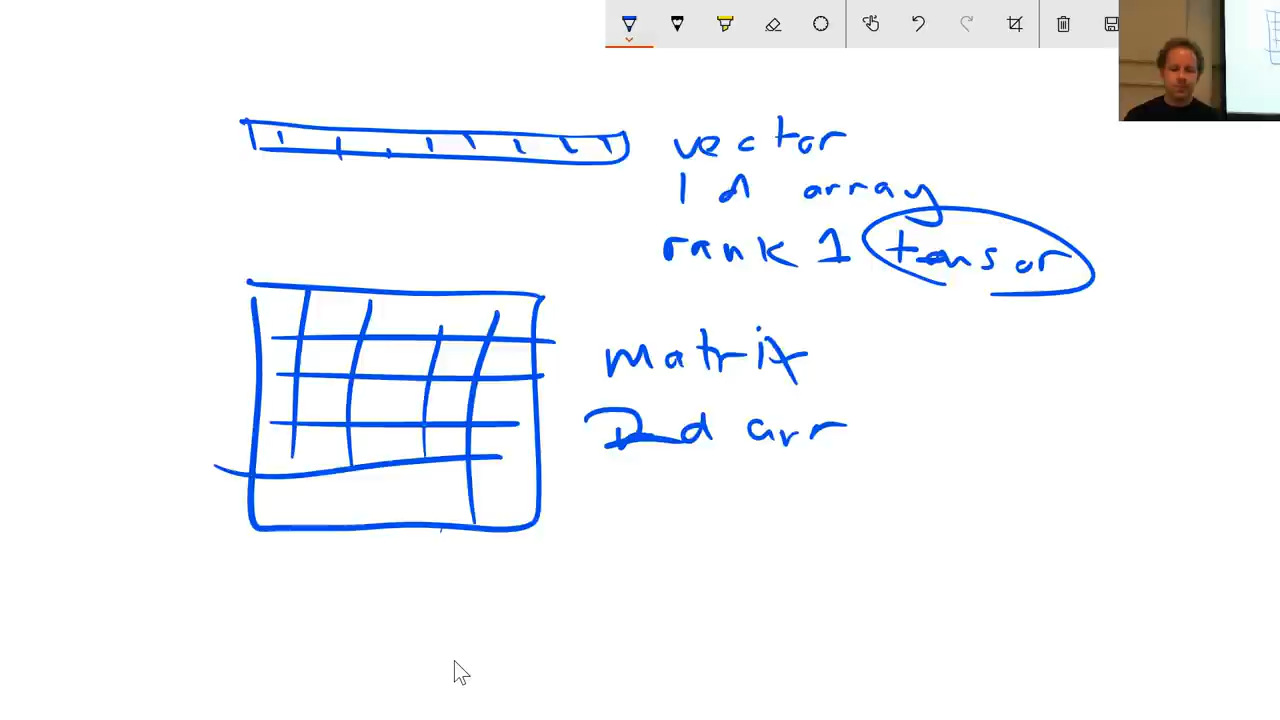 vector
1 d array
rank 1 tensor
matrix
2d arr